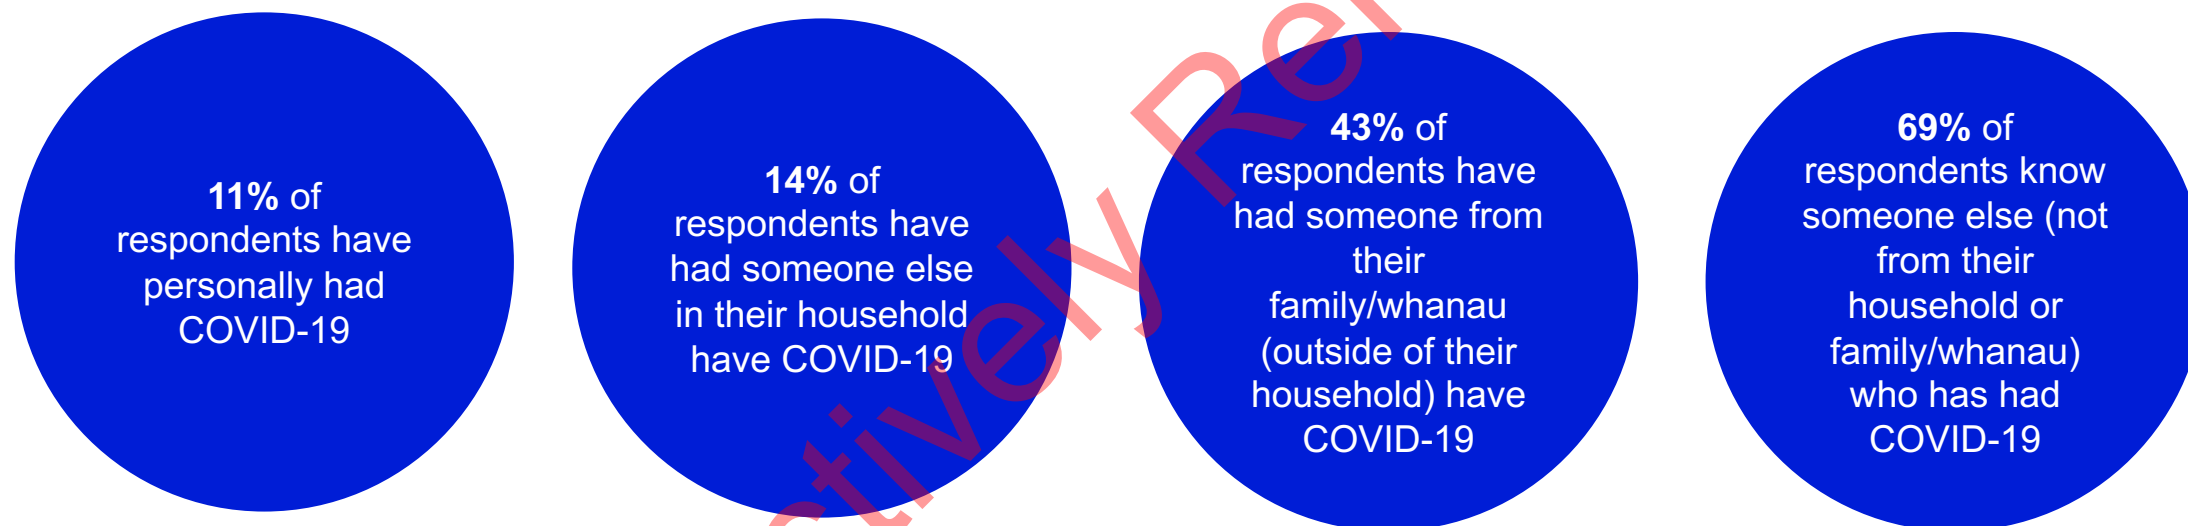 11% of
respondents have
personally had
COVID-19
14% of
respondents have
had someone else
in their household
have COVID-19
43% of
respondents have
had someone from
their
family/whanau
(outside of their
household) have
COVID-19
69% of
respondents know
someone else (not
from their
household or
family/whanau)
who has had
COVID-19